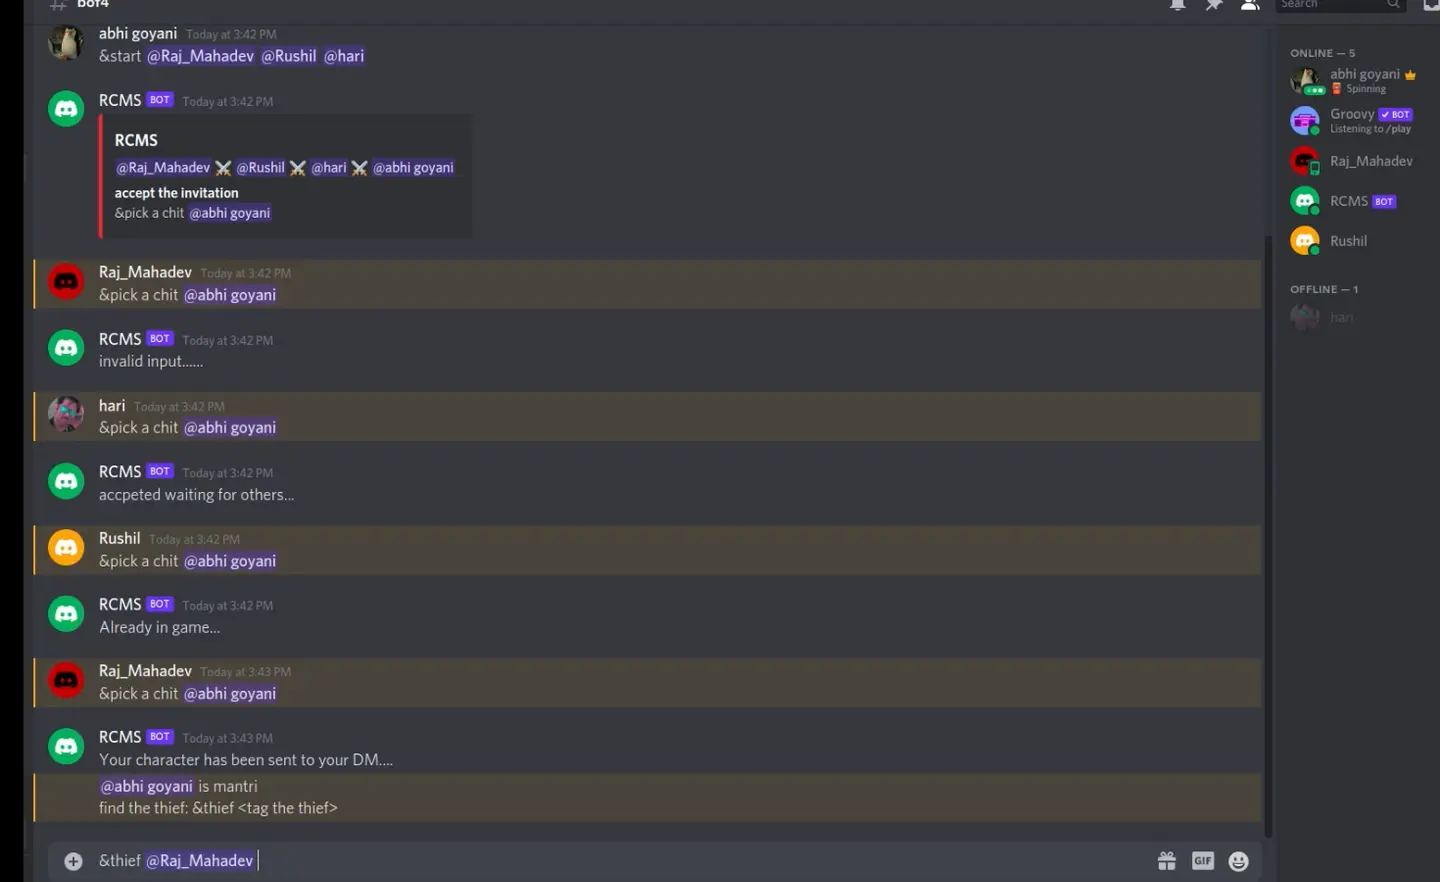 bot4
Search
abhi goyani Today at 3:42 PM
&start @Raj_Mahadev @Rushil @hari
RCMS BOT Today at 3:42 PM
RCMS
@Raj_Mahadev ⚔️ @Rushil ⚔️ @hari ⚔️ @abhi goyani
accept the invitation
&pick a chit @abhi goyani
Raj_Mahadev Today at 3:42 PM
&pick a chit @abhi goyani
RCMS BOT Today at 3:42 PM
invalid input......
hari Today at 3:42 PM
&pick a chit @abhi goyani
RCMS BOT Today at 3:42 PM
accpeted waiting for others...
Rushil Today at 3:42 PM
&pick a chit @abhi goyani
RCMS BOT Today at 3:42 PM
Already in game...
Raj_Mahadev Today at 3:43 PM
&pick a chit @abhi goyani
RCMS BOT Today at 3:43 PM
Your character has been sent to your DM....
@abhi goyani is mantri
find the thief: &thief <tag the thief>
&thief @Raj_Mahadev
GIF
ONLINE — 5
abhi goyani
Spinning
Groovy ✓ BOT
Listening to /play
Raj_Mahadev
RCMS BOT
Rushil
OFFLINE — 1
hari